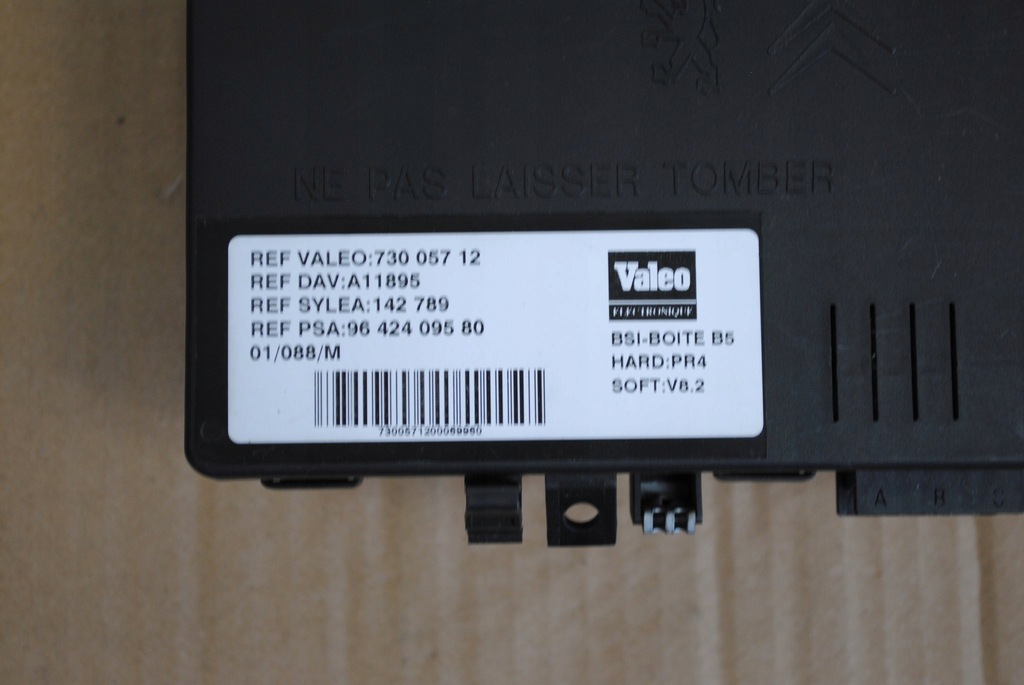 NE PAS LAISSER TOMBER
REF VALEO:730 057 12
REF DAV:A11895
REF SYLEA:142 789
REF PSA:96 424 095 80
01/088/M
7300571200069960
Valeo
ELECTRONIQUE
BSI-BOITE B5
HARD:PR4
SOFT:V8.2
A B C